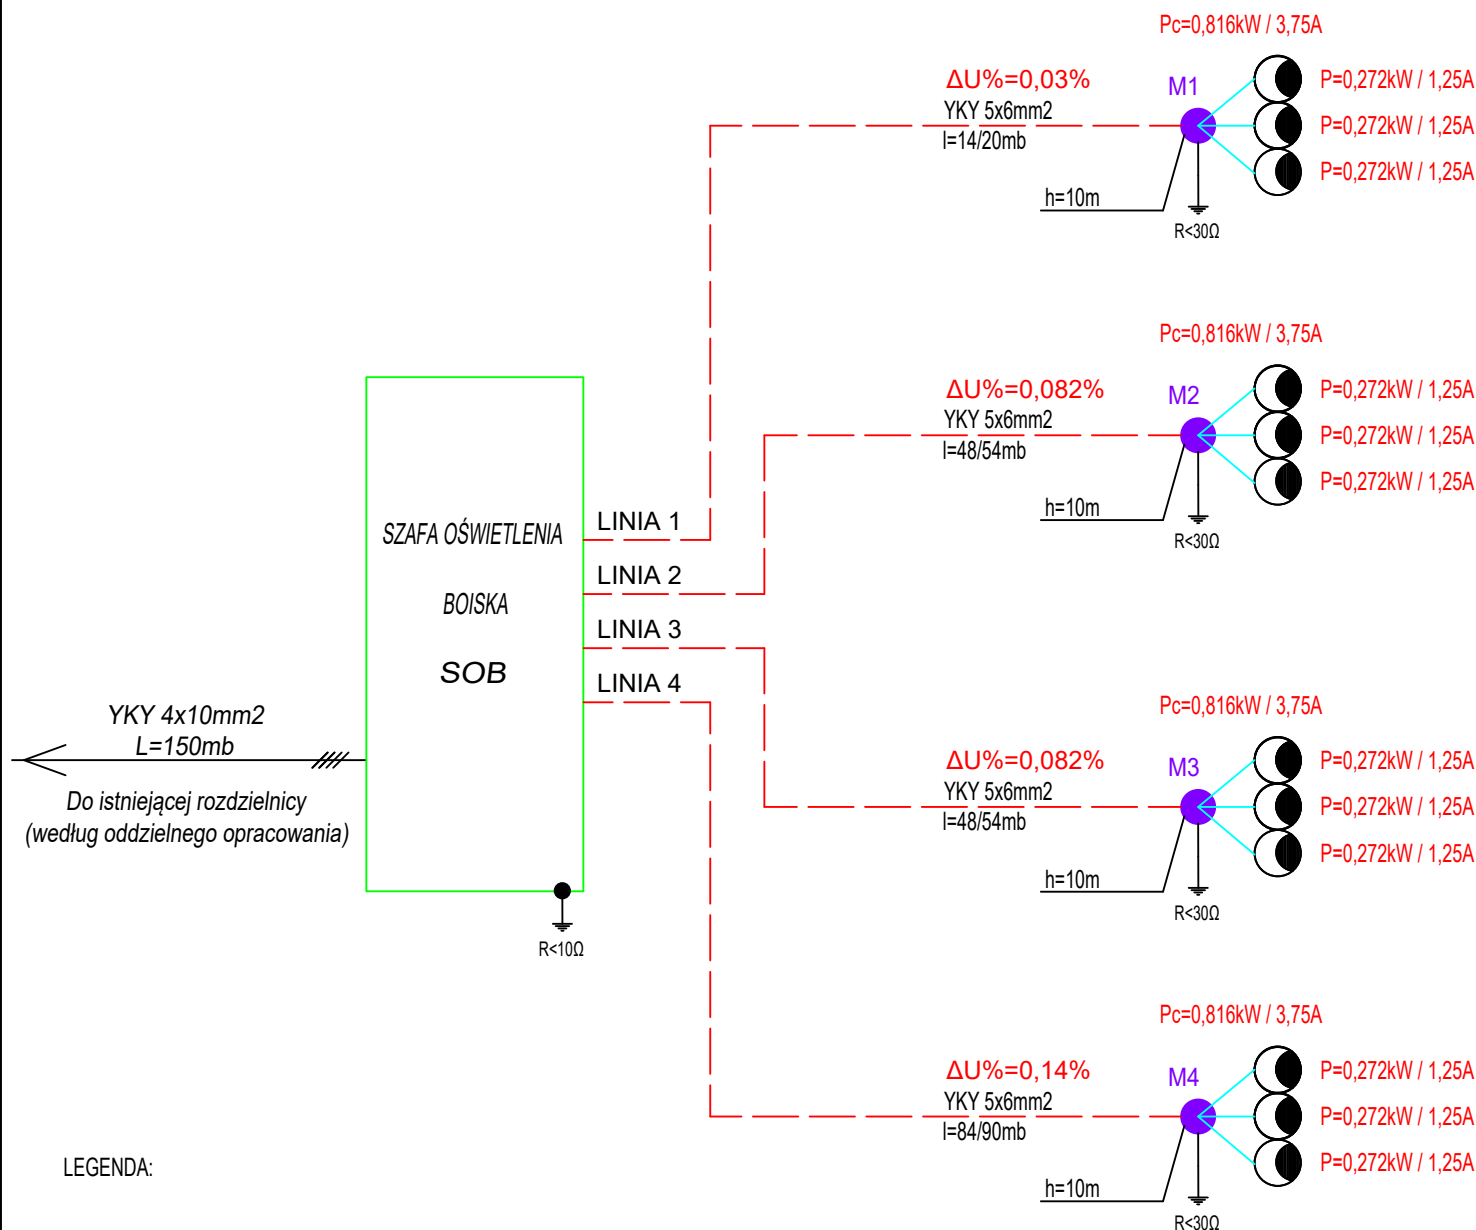 Pc=0,816kW / 3,75A
ΔU%=0,03%
YKY 5x6mm2
l=14/20mb
M1
P=0,272kW / 1,25A
P=0,272kW / 1,25A
P=0,272kW / 1,25A
h=10m
R<30Ω
Pc=0,816kW / 3,75A
ΔU%=0,082%
YKY 5x6mm2
l=48/54mb
M2
P=0,272kW / 1,25A
P=0,272kW / 1,25A
P=0,272kW / 1,25A
h=10m
R<30Ω
SZAFA OŚWIETLENIA
BOISKA
SOB
LINIA 1
LINIA 2
LINIA 3
LINIA 4
YKY 4x10mm2
L=150mb
Do istniejącej rozdzielnicy
(według oddzielnego opracowania)
R<10Ω
Pc=0,816kW / 3,75A
ΔU%=0,082%
YKY 5x6mm2
l=48/54mb
M3
P=0,272kW / 1,25A
P=0,272kW / 1,25A
P=0,272kW / 1,25A
h=10m
R<30Ω
Pc=0,816kW / 3,75A
ΔU%=0,14%
YKY 5x6mm2
l=84/90mb
M4
P=0,272kW / 1,25A
P=0,272kW / 1,25A
P=0,272kW / 1,25A
h=10m
R<30Ω
LEGENDA: